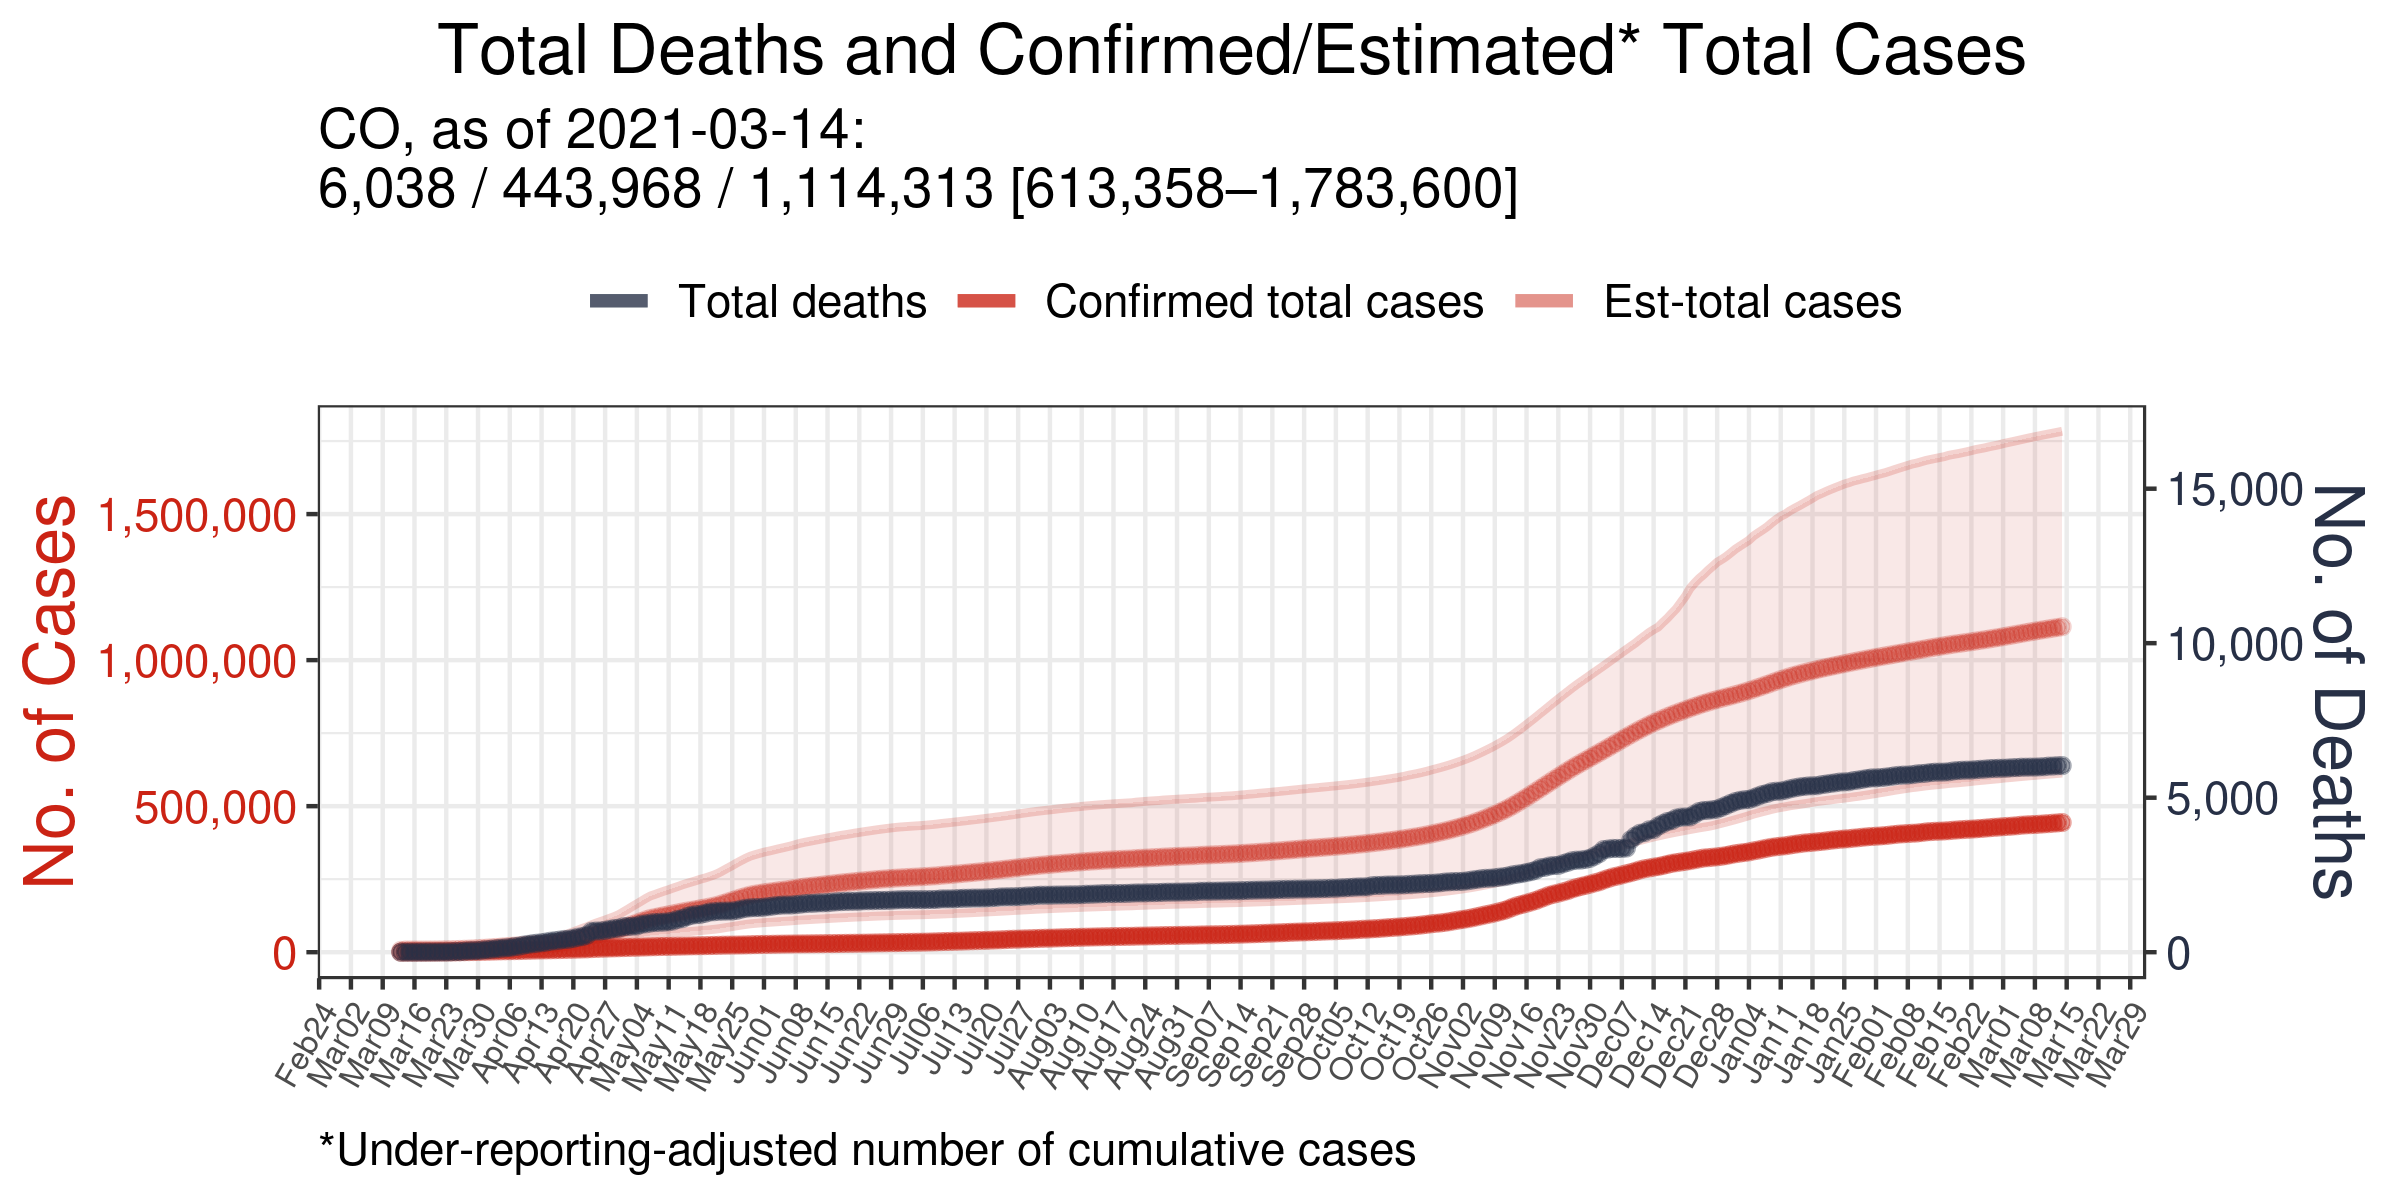 Total Deaths and Confirmed/Estimated* Total Cases
CO, as of 2021-03-14:
6,038 / 443,968 / 1,114,313 [613,358–1,783,600]
Total deaths
Confirmed total cases
Est-total cases
No. of Cases
1,500,000
1,000,000
500,000
0
15,000
10,000
5,000
0
No. of Deaths
Feb24
Mar02
Mar09
Mar16
Mar23
Mar30
Apr06
Apr13
Apr20
Apr27
May04
May11
May18
May25
Jun01
Jun08
Jun15
Jun22
Jun29
Jul06
Jul13
Jul20
Jul27
Aug03
Aug10
Aug17
Aug24
Aug31
Sep07
Sep14
Sep21
Sep28
Oct05
Oct12
Oct19
Oct26
Nov02
Nov09
Nov16
Nov23
Nov30
Dec07
Dec14
Dec21
Dec28
Jan04
Jan11
Jan18
Jan25
Feb01
Feb08
Feb15
Feb22
Mar01
Mar08
Mar15
Mar22
Mar29
*Under-reporting-adjusted number of cumulative cases